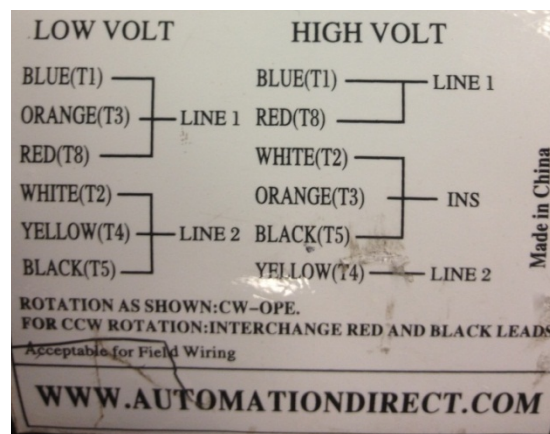 LOW VOLT
BLUE(T1)
ORANGE(T3)
LINE 1
RED(T8)
WHITE(T2)
YELLOW(T4)
LINE 2
BLACK(T5)
HIGH VOLT
BLUE(T1)
LINE 1
RED(T8)
WHITE(T2)
ORANGE(T3)
INS
BLACK(T5)
YELLOW(T4)
LINE 2
ROTATION AS SHOWN:CW-OPE.
FOR CCW ROTATION:INTERCHANGE RED AND BLACK LEADS
Acceptable for Field Wiring
WWW.AUTOMATIONDIRECT.COM
Made in China